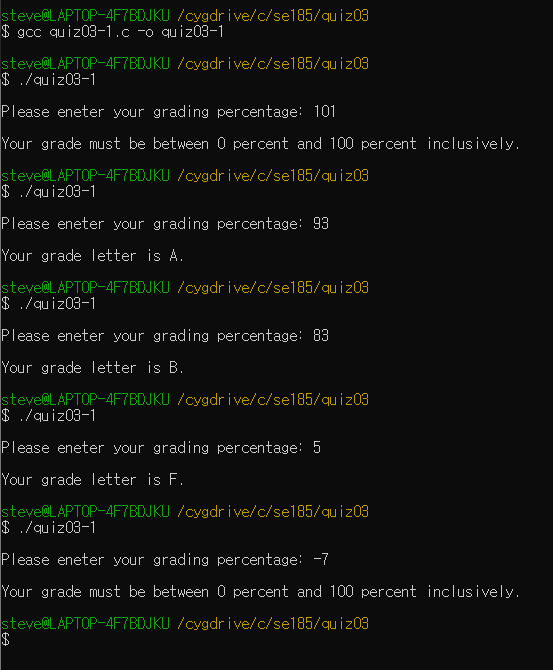 steve@LAPTOP-4F7BDJKU /cygdrive/c/se185/quiz03
$ gcc quiz03-1.c -o quiz03-1
steve@LAPTOP-4F7BDJKU /cygdrive/c/se185/quiz03
$ ./quiz03-1
Please eneter your grading percentage: 101
Your grade must be between 0 percent and 100 percent inclusively.
steve@LAPTOP-4F7BDJKU /cygdrive/c/se185/quiz03
$ ./quiz03-1
Please eneter your grading percentage: 93
Your grade letter is A.
steve@LAPTOP-4F7BDJKU /cygdrive/c/se185/quiz03
$ ./quiz03-1
Please eneter your grading percentage: 83
Your grade letter is B.
steve@LAPTOP-4F7BDJKU /cygdrive/c/se185/quiz03
$ ./quiz03-1
Please eneter your grading percentage: 5
Your grade letter is F.
steve@LAPTOP-4F7BDJKU /cygdrive/c/se185/quiz03
$ ./quiz03-1
Please eneter your grading percentage: -7
Your grade must be between 0 percent and 100 percent inclusively.
steve@LAPTOP-4F7BDJKU /cygdrive/c/se185/quiz03
$